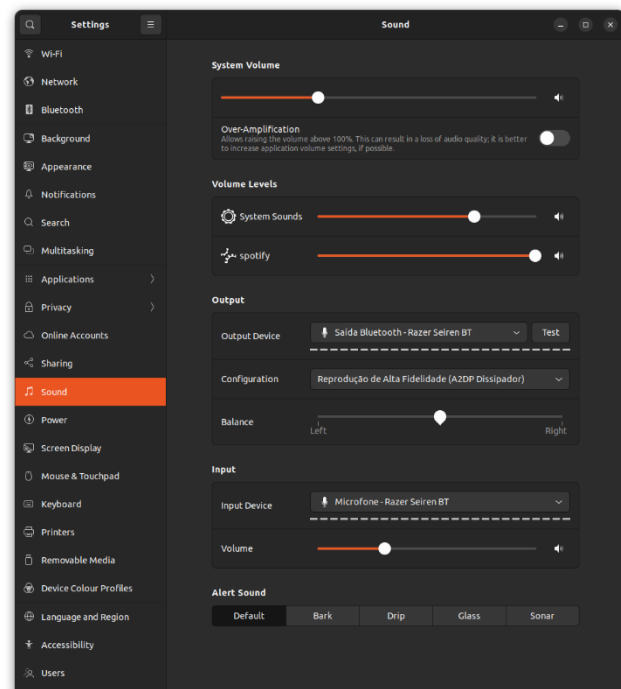 Settings
Sound
Wi-Fi
Network
Bluetooth
Background
Appearance
Notifications
Search
Multitasking
Applications
Privacy
Online Accounts
Sharing
Sound
Power
Screen Display
Mouse & Touchpad
Keyboard
Printers
Removable Media
Device Colour Profiles
Language and Region
Accessibility
Users
System Volume
Over-Amplification
Allows raising the volume above 100%. This can result in a loss of audio quality; it is better
to increase application volume settings, if possible.
Volume Levels
System Sounds
spotify
Output
Output Device
Saída Bluetooth - Razer Seiren BT
Test
Configuration
Reprodução de Alta Fidelidade (A2DP Dissipador)
Balance
Left
Right
Input
Input Device
Microfone - Razer Seiren BT
Volume
Alert Sound
Default
Bark
Drip
Glass
Sonar